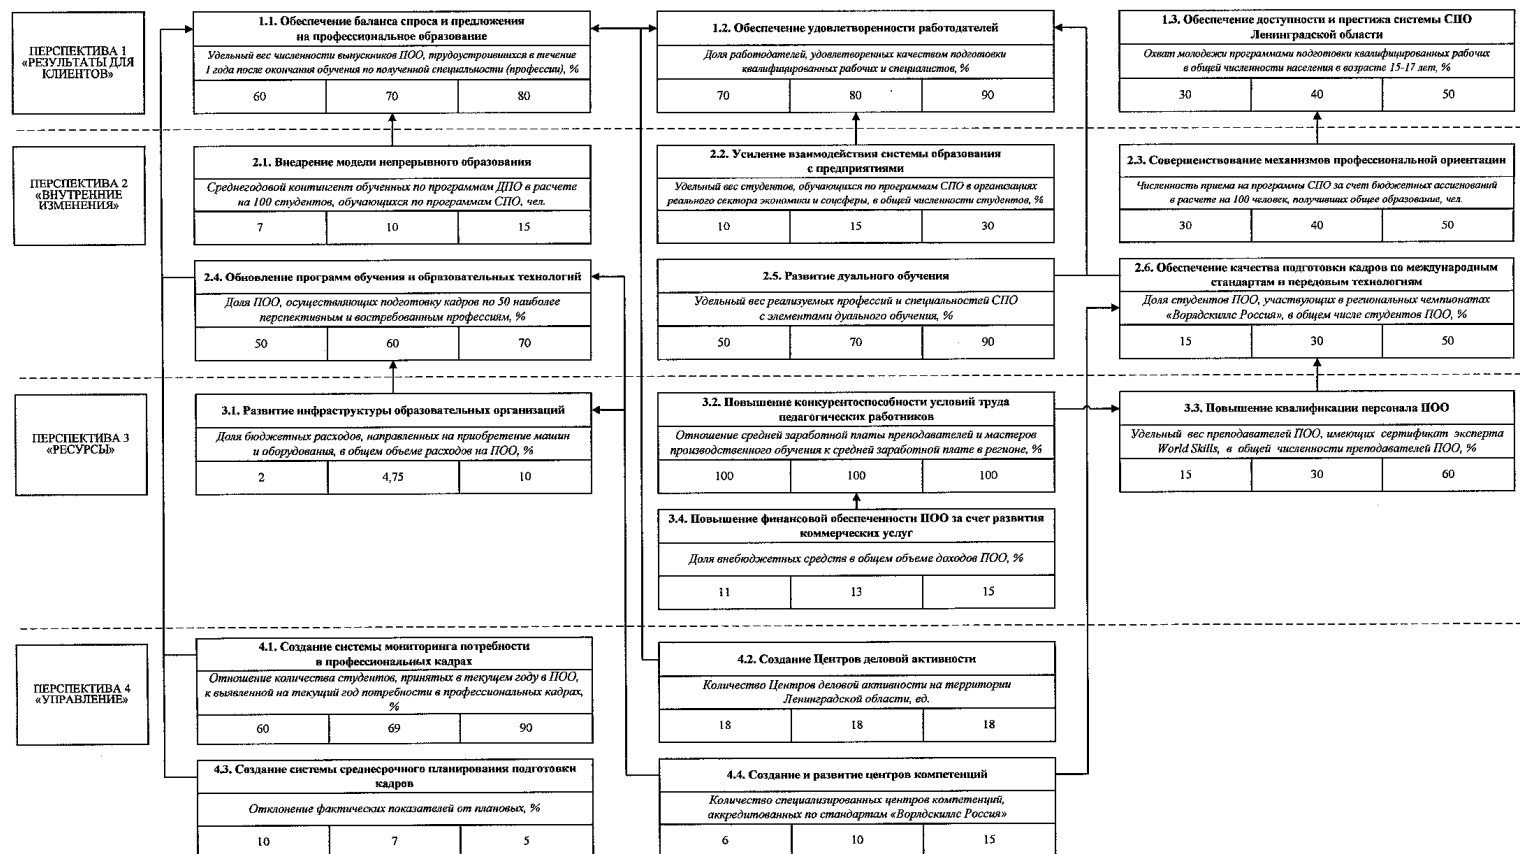 ПЕРСПЕКТИВА 1
«РЕЗУЛЬТАТЫ ДЛЯ
КЛИЕНТОВ»
1.1. Обеспечение баланса спроса и предложения
на профессиональное образование
Удельный вес численности выпускников ПОО, трудоустроившихся в течение
1 года после окончания обучения по полученной специальности (профессии), %
60 70 80
1.2. Обеспечение удовлетворенности работодателей
Доля работодателей, удовлетворенных качеством подготовки
квалифицированных рабочих и специалистов, %
70 80 90
1.3. Обеспечение доступности и престижа системы СПО
Ленинградской области
Охват молодежи программами подготовки квалифицированных рабочих
в общей численности населения в возрасте 15-17 лет, %
30 40 50
ПЕРСПЕКТИВА 2
«ВНУТРЕННИЕ
ИЗМЕНЕНИЯ»
2.1. Внедрение модели непрерывного образования
Среднегодовой контингент обученных по программам ДПО в расчете
на 100 студентов, обучающихся по программам СПО, чел.
7 10 15
2.2. Усиление взаимодействия системы образования
с предприятиями
Удельный вес студентов, обучающихся по программам СПО в организациях
реального сектора экономики и соцсферы, в общей численности студентов, %
10 15 30
2.3. Совершенствование механизмов профессиональной ориентации
Численность приема на программы СПО за счет бюджетных ассигнований
в расчете на 100 человек, получивших общее образование, чел.
30 40 50
2.4. Обновление программ обучения и образовательных технологий
Доля ПОО, осуществляющих подготовку кадров по 50 наиболее
перспективным и востребованным профессиям, %
50 60 70
2.5. Развитие дуального обучения
Удельный вес реализуемых профессий и специальностей СПО
с элементами дуального обучения, %
50 70 90
2.6. Обеспечение качества подготовки кадров по международным
стандартам и передовым технологиям
Доля студентов ПОО, участвующих в региональных чемпионатах
«Ворлдскиллс Россия», в общем числе студентов ПОО, %
15 30 50
ПЕРСПЕКТИВА 3
«РЕСУРСЫ»
3.1. Развитие инфраструктуры образовательных организаций
Доля бюджетных расходов, направленных на приобретение машин
и оборудования, в общем объеме расходов на ПОО, %
2 4,75 10
3.2. Повышение конкурентоспособности условий труда
педагогических работников
Отношение средней заработной платы преподавателей и мастеров
производственного обучения к средней заработной плате в регионе, %
100 100 100
3.3. Повышение квалификации персонала ПОО
Удельный вес преподавателей ПОО, имеющих сертификат эксперта
World Skills, в общей численности преподавателей ПОО, %
15 30 60
3.4. Повышение финансовой обеспеченности ПОО за счет развития
коммерческих услуг
Доля внебюджетных средств в общем объеме доходов ПОО, %
11 13 15
ПЕРСПЕКТИВА 4
«УПРАВЛЕНИЕ»
4.1. Создание системы мониторинга потребности
в профессиональных кадрах
Отношение количества студентов, принятых в текущем году в ПОО,
к выявленной на текущий год потребности в профессиональных кадрах,
%
60 69 90
4.2. Создание Центров деловой активности
Количество Центров деловой активности на территории
Ленинградской области, ед.
18 18 18
4.3. Создание системы среднесрочного планирования подготовки
кадров
Отклонение фактических показателей от плановых, %
10 7 5
4.4. Создание и развитие центров компетенций
Количество специализированных центров компетенций,
аккредитованных по стандартам «Ворлдскиллс Россия»
6 10 15